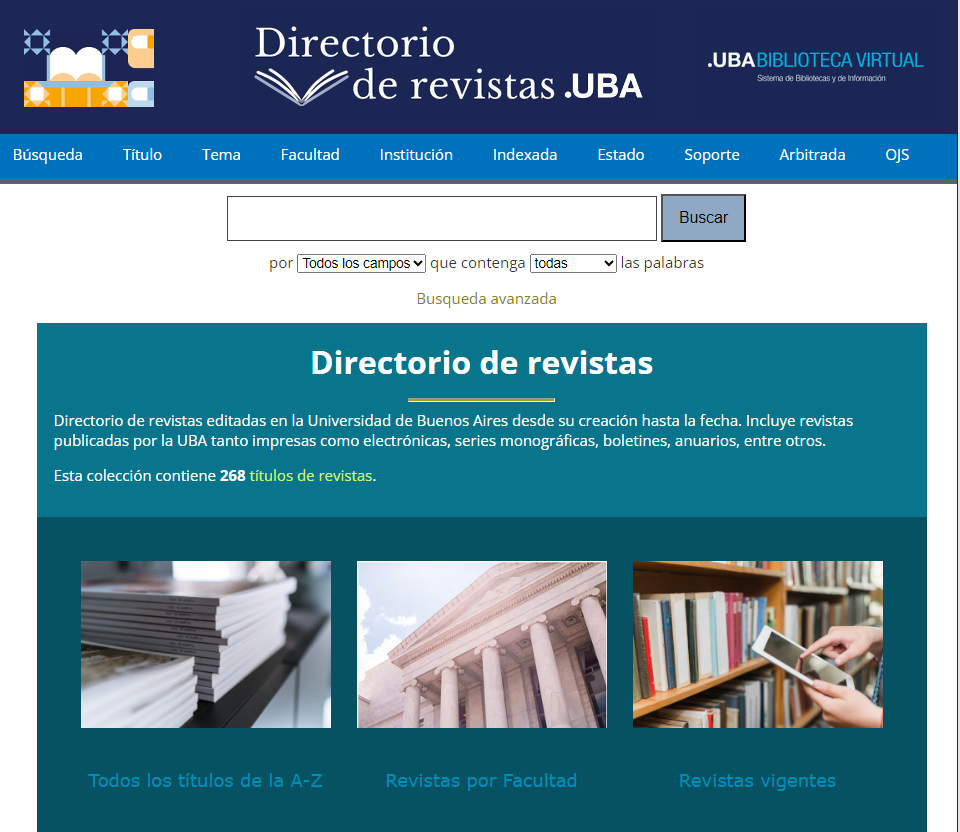 Directorio
de revistas .UBA
.UBA BIBLIOTECA VIRTUAL
Sistema de Bibliotecas y de Información
Búsqueda Título Tema Facultad Institución Indexada Estado Soporte Arbitrada OJS
Buscar
por Todos los campos que contenga todas las palabras
Busqueda avanzada
Directorio de revistas
Directorio de revistas editadas en la Universidad de Buenos Aires desde su creación hasta la fecha. Incluye revistas
publicadas por la UBA tanto impresas como electrónicas, series monográficas, boletines, anuarios, entre otros.
Esta colección contiene 268 títulos de revistas.
Todos los títulos de la A-Z Revistas por Facultad Revistas vigentes